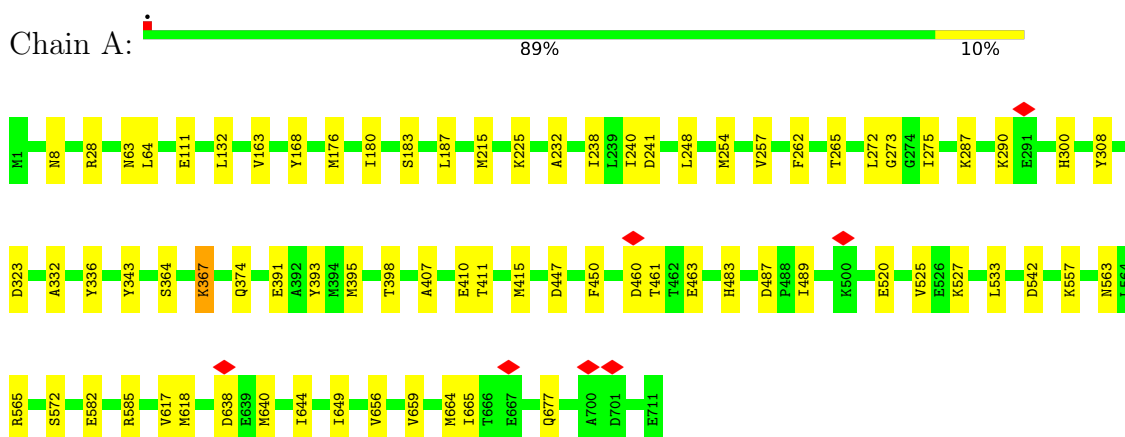 Chain A:
89%
10%
M1 N8 R28 N63 L64 E111 L132 V163 Y168 M176 I180 S183 L187 M215 K225 A232 I238 L239 I240 D241 L248 M254 V257 F262 T265 L272 G273 G274 I275 K287 K290 E291 H300 Y308
D323 A332 Y336 Y343 S364 K367 Q374 E391 A392 Y393 M394 M395 T398 A407 E410 T411 M415 D447 F450 D460 T461 T462 E463 H483 D487 P488 I489 K500 E520 V525 E526 K527 L533 D542 K557 N563 L564
R565 S572 E582 R585 V617 M618 D638 E639 M640 I644 I649 V656 V659 M664 I665 T666 E667 Q677 A700 D701 E711